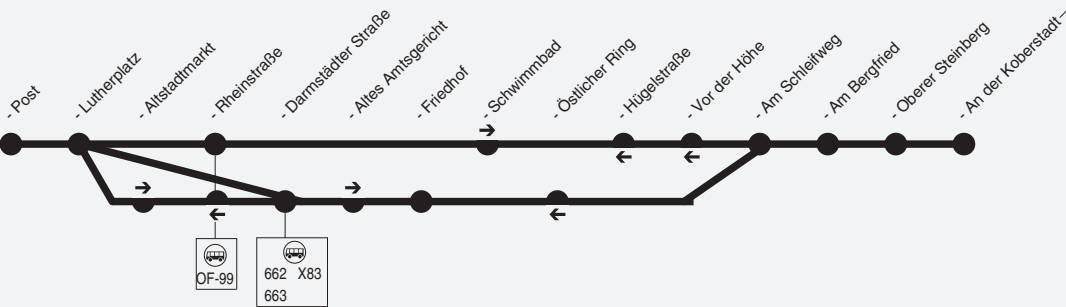 - Post
- Lutherplatz
- Altstadtmarkt
- Rheinstraße
- Darmstädter Straße
- Altes Amtsgericht
- Friedhof
- Schwimmbad
- Östlicher Ring
- Hügelstraße
- Vor der Höhe
- Am Schleifweg
- Am Bergfried
- Oberer Steinberg
- An der Koberstadt–
OF-99
662 X83
663